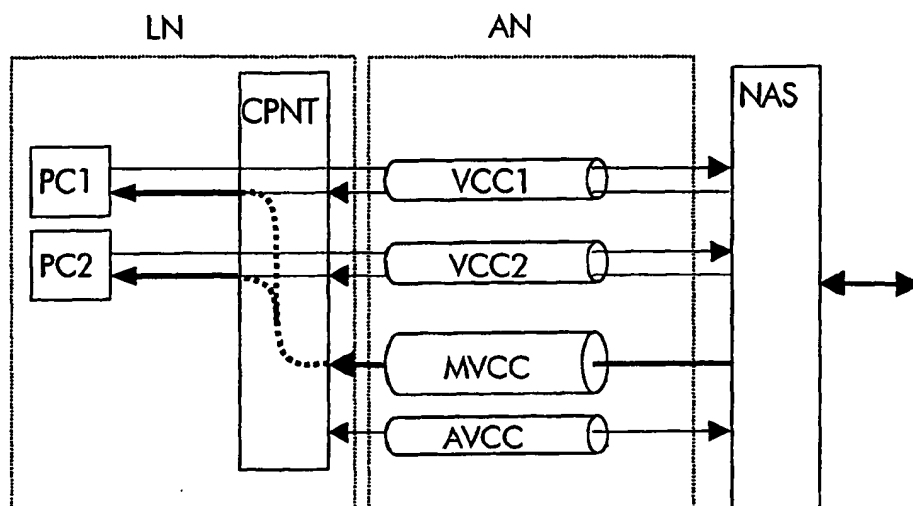 LN
AN
CPNT
NAS
PC1
VCC1
PC2
VCC2
MVCC
AVCC